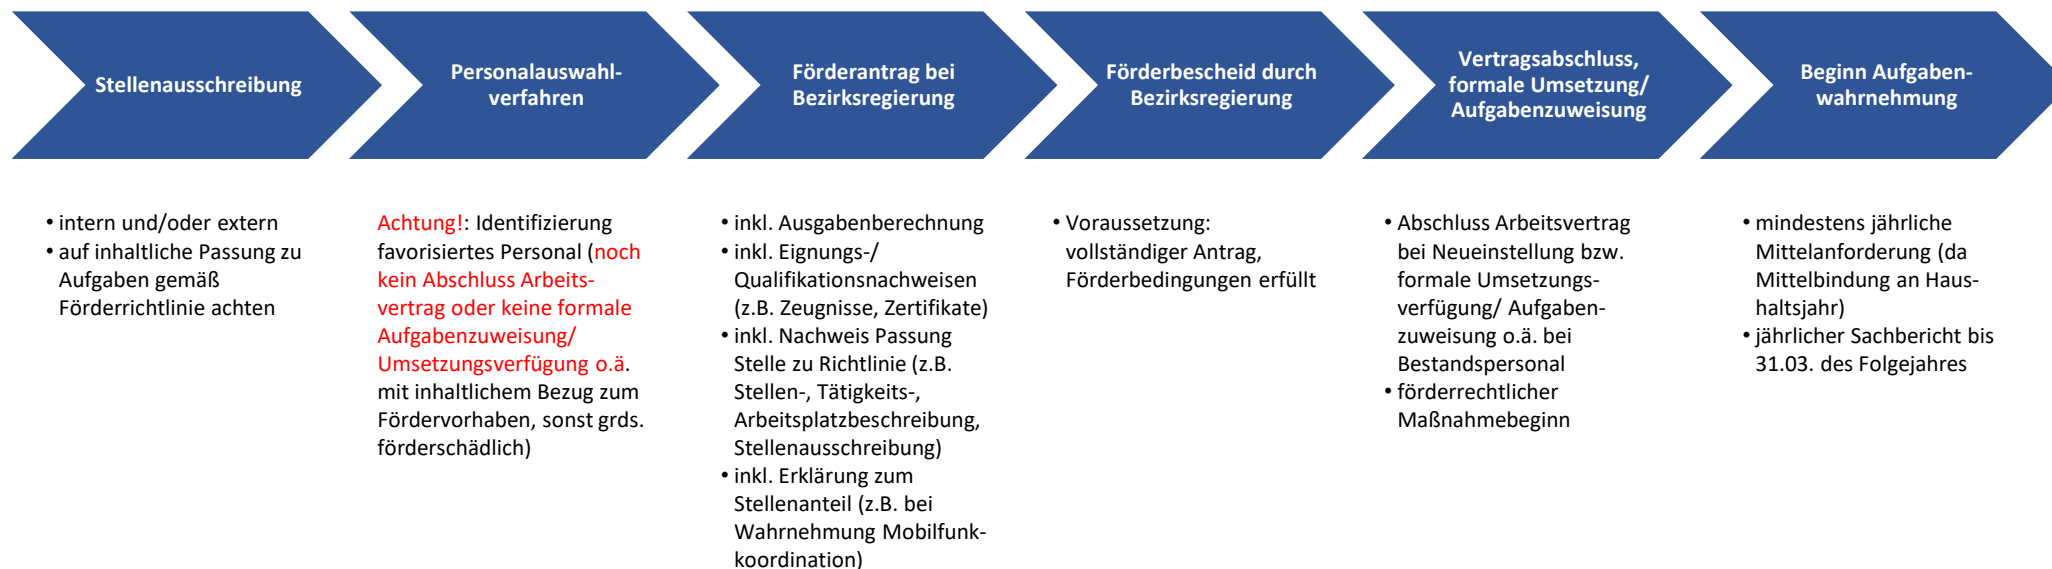 Stellenausschreibung
Personalauswahl-
verfahren
Förderantrag bei
Bezirksregierung
Förderbescheid durch
Bezirksregierung
Vertragsabschluss,
formale Umsetzung/
Aufgabenzuweisung
Beginn Aufgaben-
wahrnehmung
• intern und/oder extern
• auf inhaltliche Passung zu
Aufgaben gemäß
Förderrichtlinie achten
Achtung!: Identifizierung
favorisiertes Personal (noch
kein Abschluss Arbeits-
vertrag oder keine formale
Aufgabenzuweisung/
Umsetzungsverfügung o.ä.
mit inhaltlichem Bezug zum
Fördervorhaben, sonst grds.
förderschädlich)
• inkl. Ausgabenberechnung
• inkl. Eignungs-/
Qualifikationsnachweisen
(z.B. Zeugnisse, Zertifikate)
• inkl. Nachweis Passung
Stelle zu Richtlinie (z.B.
Stellen-, Tätigkeits-,
Arbeitsplatzbeschreibung,
Stellenausschreibung)
• inkl. Erklärung zum
Stellenanteil (z.B. bei
Wahrnehmung Mobilfunk-
koordination)
• Voraussetzung:
vollständiger Antrag,
Förderbedingungen erfüllt
• Abschluss Arbeitsvertrag
bei Neueinstellung bzw.
formale Umsetzungs-
verfügung/ Aufgaben-
zuweisung o.ä. bei
Bestandspersonal
• förderrechtlicher
Maßnahmebeginn
• mindestens jährliche
Mittelanforderung (da
Mittelbindung an Haus-
haltsjahr)
• jährlicher Sachbericht bis
31.03. des Folgejahres